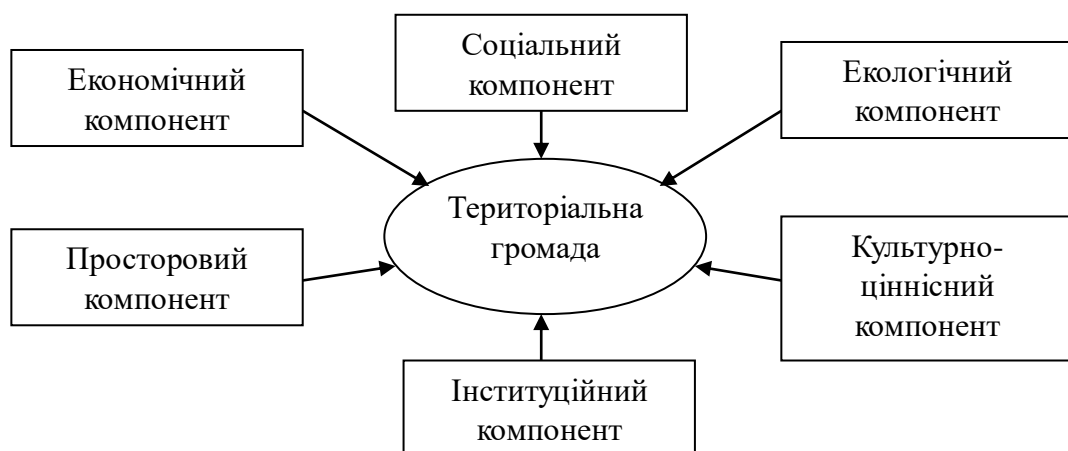 Соціальний
компонент
Економічний
компонент
Екологічний
компонент
Територіальна
громада
Просторовий
компонент
Культурно-
ціннісний
компонент
Інституційний
компонент